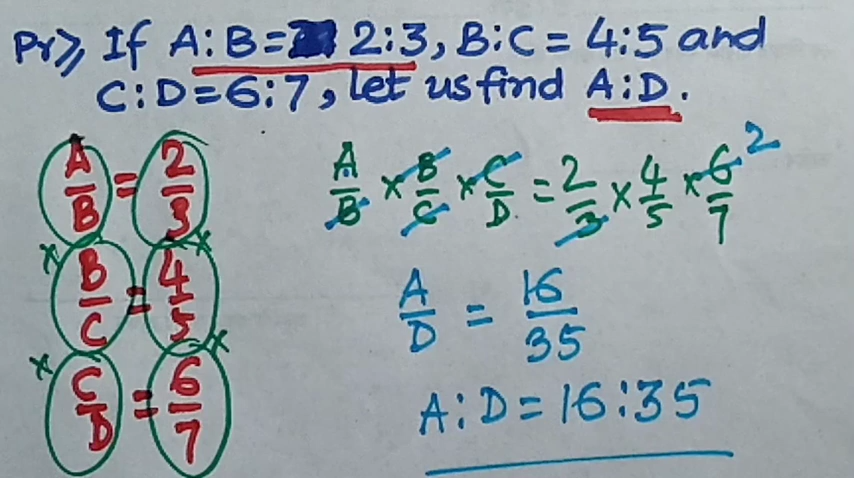 Pr⟩ If A:B= 2:3, B:C= 4:5 and
C:D=6:7, let us find A:D.
A/B = 2/3
×
B/C = 4/5
×
C/D = 6/7
A/B × B/C × C/D = 2/3 × 4/5 × 6/7 2
A/D = 16/35
A:D=16:35